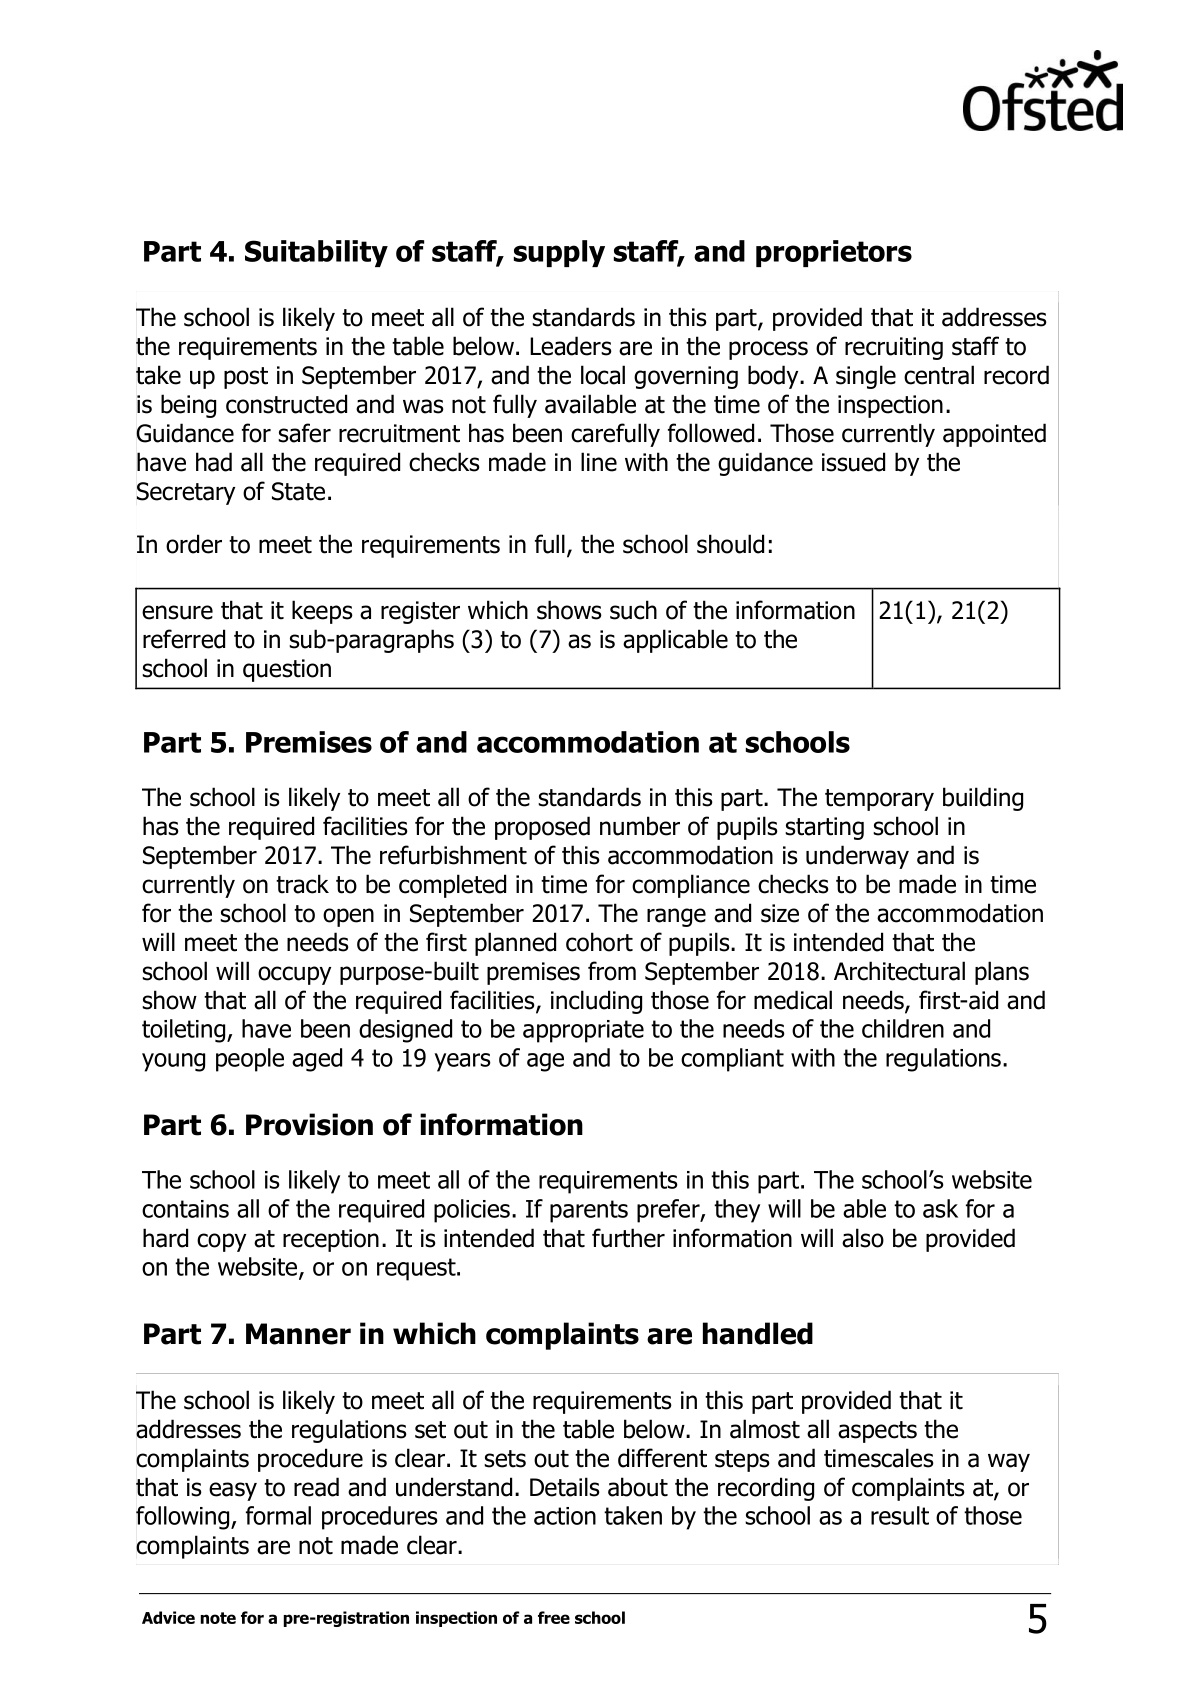 Ofsted
Part 4. Suitability of staff, supply staff, and proprietors
The school is likely to meet all of the standards in this part, provided that it addresses
the requirements in the table below. Leaders are in the process of recruiting staff to
take up post in September 2017, and the local governing body. A single central record
is being constructed and was not fully available at the time of the inspection.
Guidance for safer recruitment has been carefully followed. Those currently appointed
have had all the required checks made in line with the guidance issued by the
Secretary of State.
In order to meet the requirements in full, the school should:
ensure that it keeps a register which shows such of the information 21(1), 21(2)
referred to in sub-paragraphs (3) to (7) as is applicable to the
school in question
Part 5. Premises of and accommodation at schools
The school is likely to meet all of the standards in this part. The temporary building
has the required facilities for the proposed number of pupils starting school in
September 2017. The refurbishment of this accommodation is underway and is
currently on track to be completed in time for compliance checks to be made in time
for the school to open in September 2017. The range and size of the accommodation
will meet the needs of the first planned cohort of pupils. It is intended that the
school will occupy purpose-built premises from September 2018. Architectural plans
show that all of the required facilities, including those for medical needs, first-aid and
toileting, have been designed to be appropriate to the needs of the children and
young people aged 4 to 19 years of age and to be compliant with the regulations.
Part 6. Provision of information
The school is likely to meet all of the requirements in this part. The school’s website
contains all of the required policies. If parents prefer, they will be able to ask for a
hard copy at reception. It is intended that further information will also be provided
on the website, or on request.
Part 7. Manner in which complaints are handled
The school is likely to meet all of the requirements in this part provided that it
addresses the regulations set out in the table below. In almost all aspects the
complaints procedure is clear. It sets out the different steps and timescales in a way
that is easy to read and understand. Details about the recording of complaints at, or
following, formal procedures and the action taken by the school as a result of those
complaints are not made clear.
Advice note for a pre-registration inspection of a free school 5